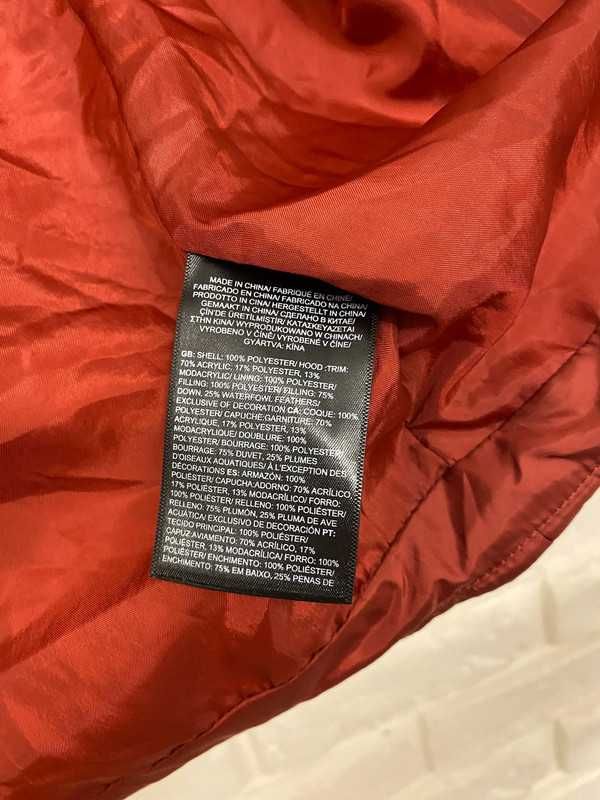 MADE IN CHINA/ FABRIQUÉ EN CHINE/
FABRICADO EN CHINA/ FABRICADO NA CHINA/
PRODOTTO IN CINA/ HERGESTELLT IN CHINA/
GEMAAKT IN CHINA/ СДЕЛАНО В КИТАЕ/
ÇİN'DE ÜRETİLMİŞTİR/ ΚΑΤΑΣΚΕΥΑΖΕΤΑΙ
ΣΤΗΝ ΚΙΝΑ/ WYPRODUKOWANO W CHINACH/
VYROBENO V ČÍNĚ/ VYROBENÉ V ČÍNE/
GYÁRTVA: KÍNA
GB: SHELL: 100% POLYESTER/ HOOD :TRIM:
70% ACRYLIC: 17% POLYESTER, 13%
MODACRYLIC/ LINING: 100% POLYESTER/
FILLING: 100% POLYESTER/ FILLING: 75%
DOWN, 25% WATERFOWL FEATHERS/
EXCLUSIVE OF DECORATION CA: COQUE: 100%
POLYESTER/ CAPUCHE:GARNITURE: 70%
ACRYLIQUE, 17% POLYESTER, 13%
MODACRYLIQUE/ DOUBLURE: 100%
POLYESTER/ BOURRAGE: 100% POLYESTER/
BOURRAGE: 75% DUVET, 25% PLUMES
D'OISEAUX AQUATIQUES/ À L'EXCEPTION DES
DÉCORATIONS ES: ARMAZÓN: 100%
POLIÉSTER/ CAPUCHA:ADORNO: 70% ACRÍLICO,
17% POLIÉSTER, 13% MODACRÍLICO/ FORRO:
100% POLIÉSTER/ RELLENO: 100% POLIÉSTER/
RELLENO: 75% PLUMÓN, 25% PLUMA DE AVE
ACUÁTICA/ EXCLUSIVO DE DECORACIÓN PT:
TECIDO PRINCIPAL: 100% POLIÉSTER/
CAPUZ:AVIAMENTO: 70% ACRÍLICO, 17%
POLIÉSTER, 13% MODACRÍLICO/ FORRO: 100%
POLIÉSTER/ ENCHIMENTO: 100% POLIÉSTER/
ENCHIMENTO: 75% EM BAIXO, 25% PENAS DE